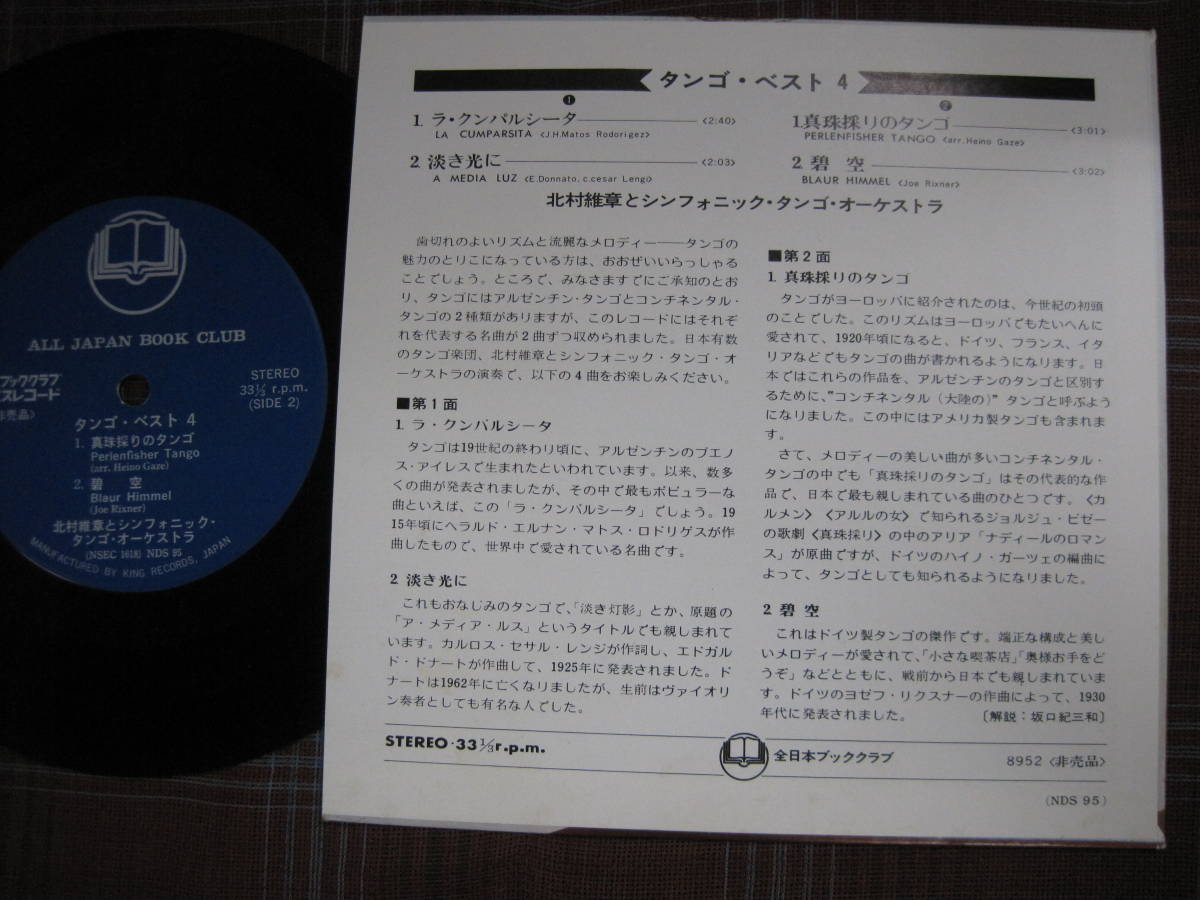 ALL JAPAN BOOK CLUB
ブッククラブ
スレコード
非売品〉
STEREO
33⅓ r.p.m.
(SIDE 2)
タンゴ・ベスト 4
1. 真珠採りのタンゴ
Perlenfisher Tango
(arr. Heino Gaze)
2. 碧 空
Blaur Himmel
(Joe Rixner)
北村維章とシンフォニック・
タンゴ・オーケストラ
(NSEC 1618) NDS 95
MANUFACTURED BY KING RECORDS, JAPAN
タンゴ・ベスト 4
❶
1. ラ・クンパルシータ 〈2:40〉
LA CUMPARSITA 〈J.H.Matos Rodori.gez〉
2. 淡き光に 〈2:03〉
A MEDIA LUZ 〈E.Donnato, c.cesar Leng〉
❷
1.真珠採りのタンゴ 〈3:01〉
PERLENFISHER TANGO 〈arr.Heino Gaze〉
2. 碧 空 〈3:02〉
BLAUR HIMMEL 〈Joe Rixner〉
北村維章とシンフォニック・タンゴ・オーケストラ
歯切れのよいリズムと流麗なメロディー――タンゴの
魅力のとりこになっている方は、おおぜいいらっしゃる
ことでしょう。ところで、みなさますでにご承知のとお
り、タンゴにはアルゼンチン・タンゴとコンチネンタル・
タンゴの2種類がありますが、このレコードにはそれぞ
れを代表する名曲が2曲ずつ収められました。日本有数
のタンゴ楽団、北村維章とシンフォニック・タンゴ・オ
ーケストラの演奏で、以下の4曲をお楽しみください。
■第1面
1. ラ・クンパルシータ
タンゴは19世紀の終わり頃に、アルゼンチンのブエノ
ス・アイレスで生まれたといわれています。以来、数多
くの曲が発表されましたが、その中で最もポピュラーな
曲といえば、この「ラ・クンパルシータ」でしょう。19
15年頃にヘラルド・エルナン・マトス・ロドリゲスが作
曲したもので、世界中で愛されている名曲です。
2 淡き光に
これもおなじみのタンゴで、「淡き灯影」とか、原題の
「ア・メディア・ルス」というタイトルでも親しまれて
います。カルロス・セサル・レンジが作詞し、エドガル
ド・ドナートが作曲して、1925年に発表されました。ド
ナートは1962年に亡くなりましたが、生前はヴァイオリ
ン奏者としても有名な人でした。
■第2面
1. 真珠採りのタンゴ
タンゴがヨーロッパに紹介されたのは、今世紀の初頭
のことでした。このリズムはヨーロッパでもたいへんに
愛されて、1920年頃になると、ドイツ、フランス、イタ
リアなどでもタンゴの曲が書かれるようになります。日
本ではこれらの作品を、アルゼンチンのタンゴと区別す
るために、"コンチネンタル（大陸の）"タンゴと呼ぶよう
になりました。この中にはアメリカ製タンゴも含まれま
す。
さて、メロディーの美しい曲が多いコンチネンタル・
タンゴの中でも「真珠採りのタンゴ」はその代表的な作
品で、日本で最も親しまれている曲のひとつです。〈カ
ルメン〉〈アルルの女〉で知られるジョルジュ・ビゼー
の歌劇〈真珠採り〉の中のアリア「ナディールのロマン
ス」が原曲ですが、ドイツのハイノ・ガーツェの編曲に
よって、タンゴとしても知られるようになりました。
2 碧 空
これはドイツ製タンゴの傑作です。端正な構成と美し
いメロディーが愛されて、「小さな喫茶店」「奥様お手をど
うぞ」などとともに、戦前から日本でも親しまれていま
す。ドイツのヨゼフ・リクスナーの作曲によって、1930
年代に発表されました。 〔解説：坂口紀三和〕
STEREO・33⅓r.p.m.
全日本ブッククラブ
8952〈非売品〉
(NDS 95)